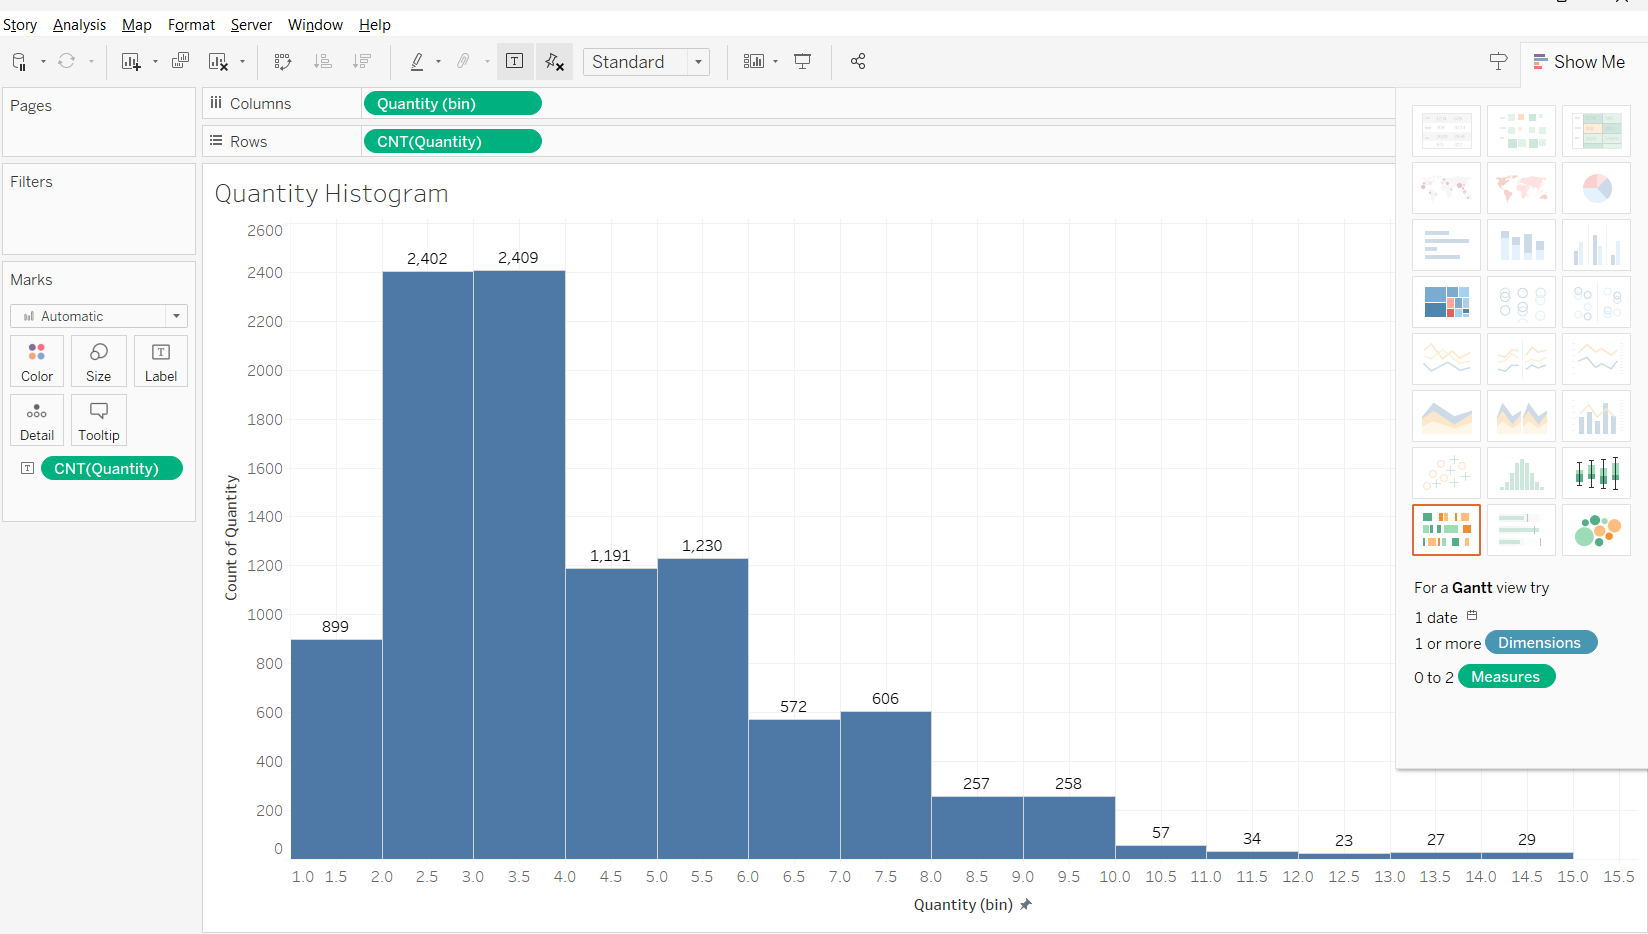 Story Analysis Map Format Server Window Help
Standard
Show Me
Pages
Columns Quantity (bin)
Rows CNT(Quantity)
Filters
Marks
Automatic
Color Size Label
Detail Tooltip
CNT(Quantity)
Quantity Histogram
Count of Quantity
2600
2400
2200
2000
1800
1600
1400
1200
1000
800
600
400
200
0
899 2,402 2,409 1,191 1,230 572 606 257 258 57 34 23 27 29
1.0 1.5 2.0 2.5 3.0 3.5 4.0 4.5 5.0 5.5 6.0 6.5 7.0 7.5 8.0 8.5 9.0 9.5 10.0 10.5 11.0 11.5 12.0 12.5 13.0 13.5 14.0 14.5 15.0 15.5
Quantity (bin)
For a Gantt view try
1 date
1 or more Dimensions
0 to 2 Measures